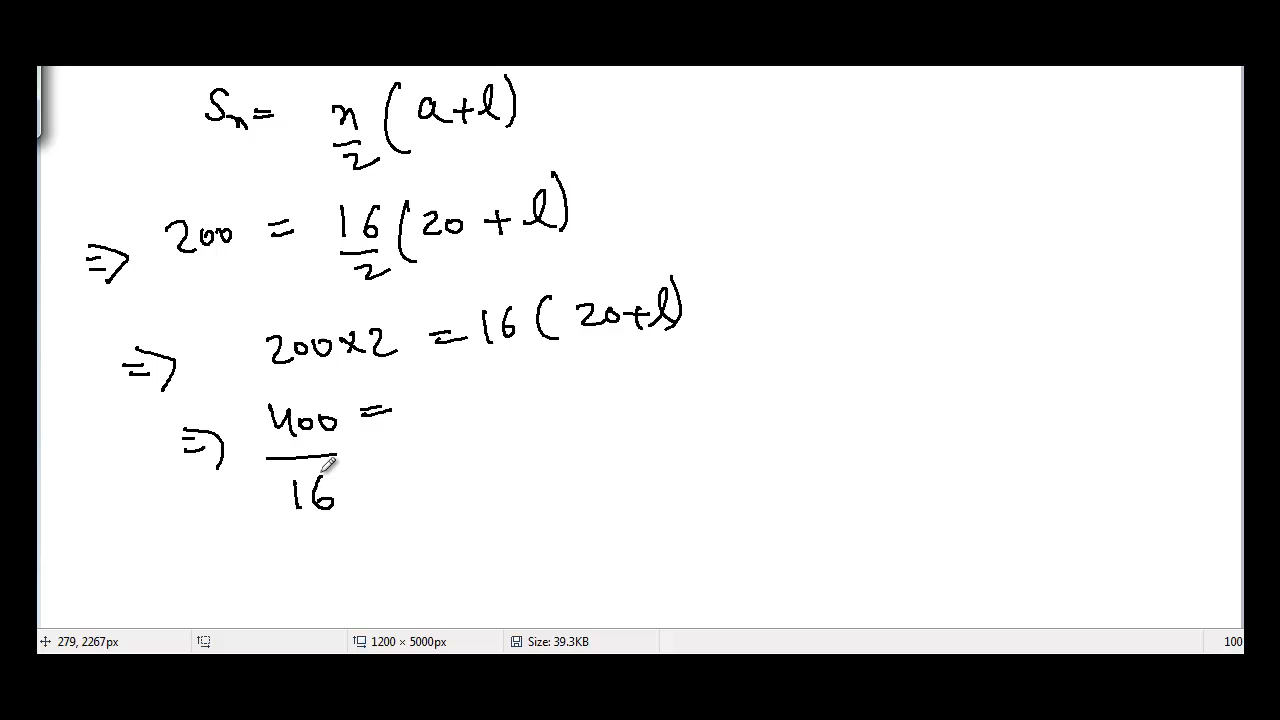 Sn = n/2 (a+l)
⇒ 200 = 16/2 (20 + l)
⇒ 200×2 = 16 (20+l)
⇒ 400/16 =
279, 2267px 1200 × 5000px Size: 39.3KB 100